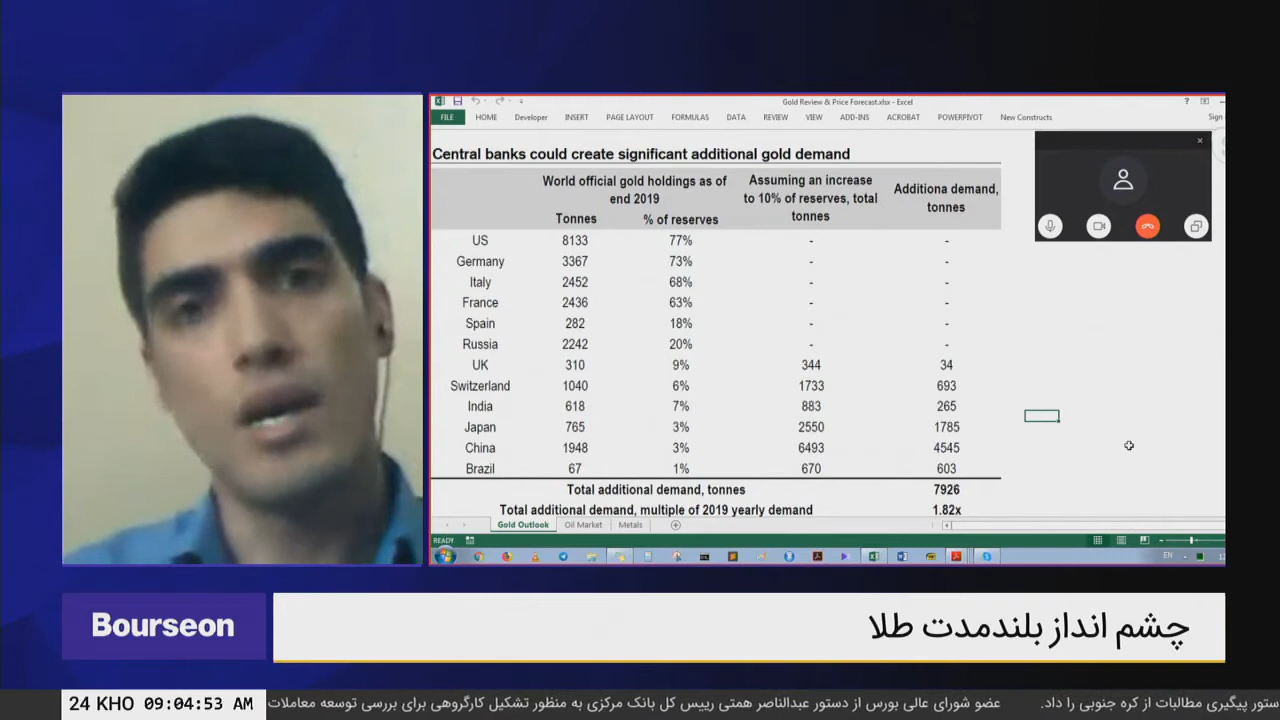 Gold Review & Price Forecast.xlsx - Excel
FILE HOME Developer INSERT PAGE LAYOUT FORMULAS DATA REVIEW VIEW ADD-INS ACROBAT POWERPIVOT New Constructs Sign
Central banks could create significant additional gold demand
World official gold holdings as of end 2019
Assuming an increase to 10% of reserves, total tonnes
Additiona demand, tonnes
Tonnes % of reserves
US 8133 77% - -
Germany 3367 73% - -
Italy 2452 68% - -
France 2436 63% - -
Spain 282 18% - -
Russia 2242 20% - -
UK 310 9% 344 34
Switzerland 1040 6% 1733 693
India 618 7% 883 265
Japan 765 3% 2550 1785
China 1948 3% 6493 4545
Brazil 67 1% 670 603
Total additional demand, tonnes 7926
Total additional demand, multiple of 2019 yearly demand 1.82x
Gold Outlook Oil Market Metals
READY
EN
Bourseon
چشم انداز بلندمدت طلا
24 KHO 09:04:53 AM
ستور پیگیری مطالبات از کره جنوبی را داد.
عضو شورای عالی بورس از دستور عبدالناصر همتی رییس کل بانک مرکزی به منظور تشکیل کارگروهی برای بررسی توسعه معاملات